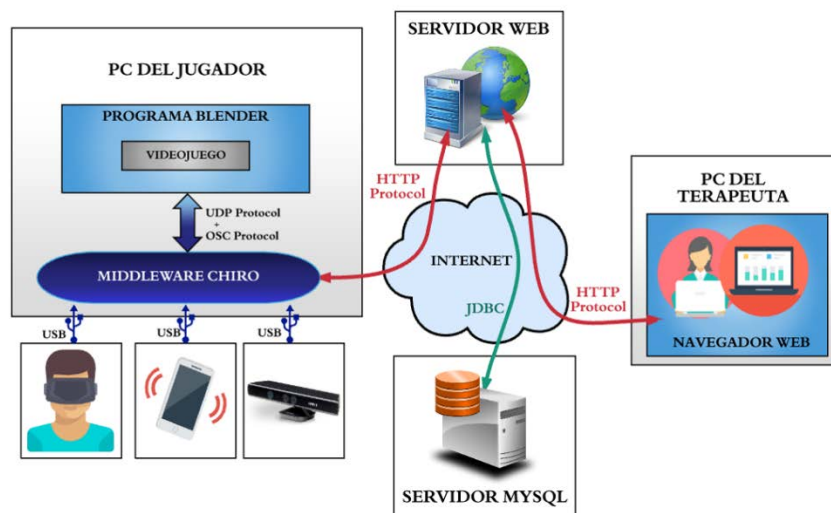 PC DEL JUGADOR
PROGRAMA BLENDER
VIDEOJUEGO
UDP Protocol
+
OSC Protocol
MIDDLEWARE CHIRO
USB
USB
USB
SERVIDOR WEB
HTTP
Protocol
INTERNET
JDBC
HTTP
Protocol
SERVIDOR MYSQL
PC DEL
TERAPEUTA
NAVEGADOR WEB